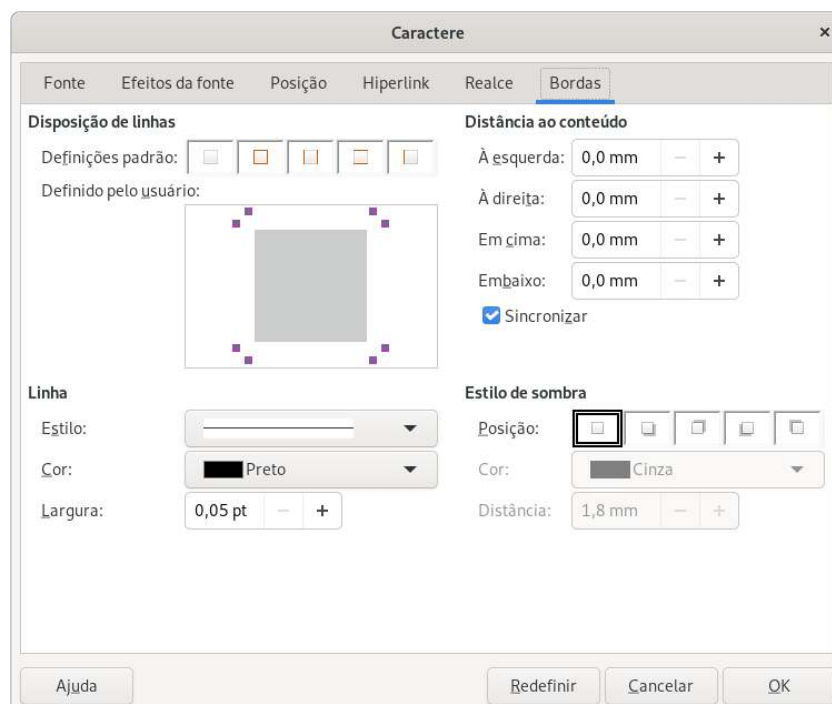 Caractere
Fonte Efeitos da fonte Posição Hiperlink Realce Bordas
Disposição de linhas
Definições padrão:
Definido pelo usuário:
Distância ao conteúdo
À esquerda: 0,0 mm − +
À direita: 0,0 mm − +
Em cima: 0,0 mm − +
Embaixo: 0,0 mm − +
Sincronizar
Linha
Estilo:
Cor: Preto
Largura: 0,05 pt − +
Estilo de sombra
Posição:
Cor: Cinza
Distância: 1,8 mm − +
Ajuda Redefinir Cancelar OK